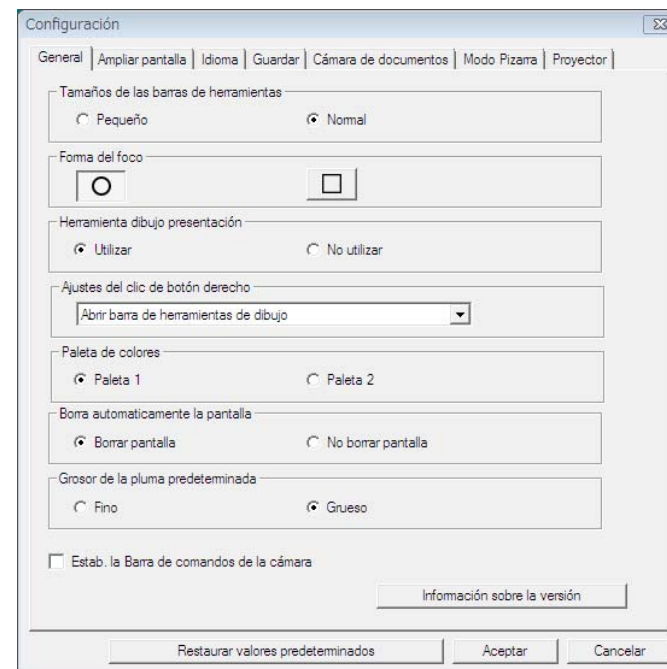 Configuración
General Ampliar pantalla Idioma Guardar Cámara de documentos Modo Pizarra Proyector
Tamaños de las barras de herramientas
Pequeño Normal
Forma del foco
Herramienta dibujo presentación
Utilizar No utilizar
Ajustes del clic de botón derecho
Abrir barra de herramientas de dibujo
Paleta de colores
Paleta 1 Paleta 2
Borra automaticamente la pantalla
Borrar pantalla No borrar pantalla
Grosor de la pluma predeterminada
Fino Grueso
Estab. la Barra de comandos de la cámara
Información sobre la versión
Restaurar valores predeterminados Aceptar Cancelar